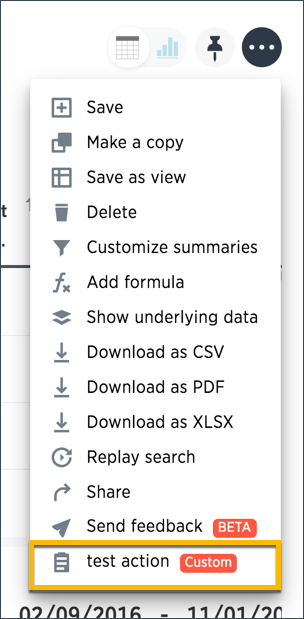 Save
Make a copy
Save as view
Delete
Customize summaries
fx Add formula
Show underlying data
Download as CSV
Download as PDF
Download as XLSX
Replay search
Share
Send feedback BETA
test action Custom
02/09/2016 - 11/01/20